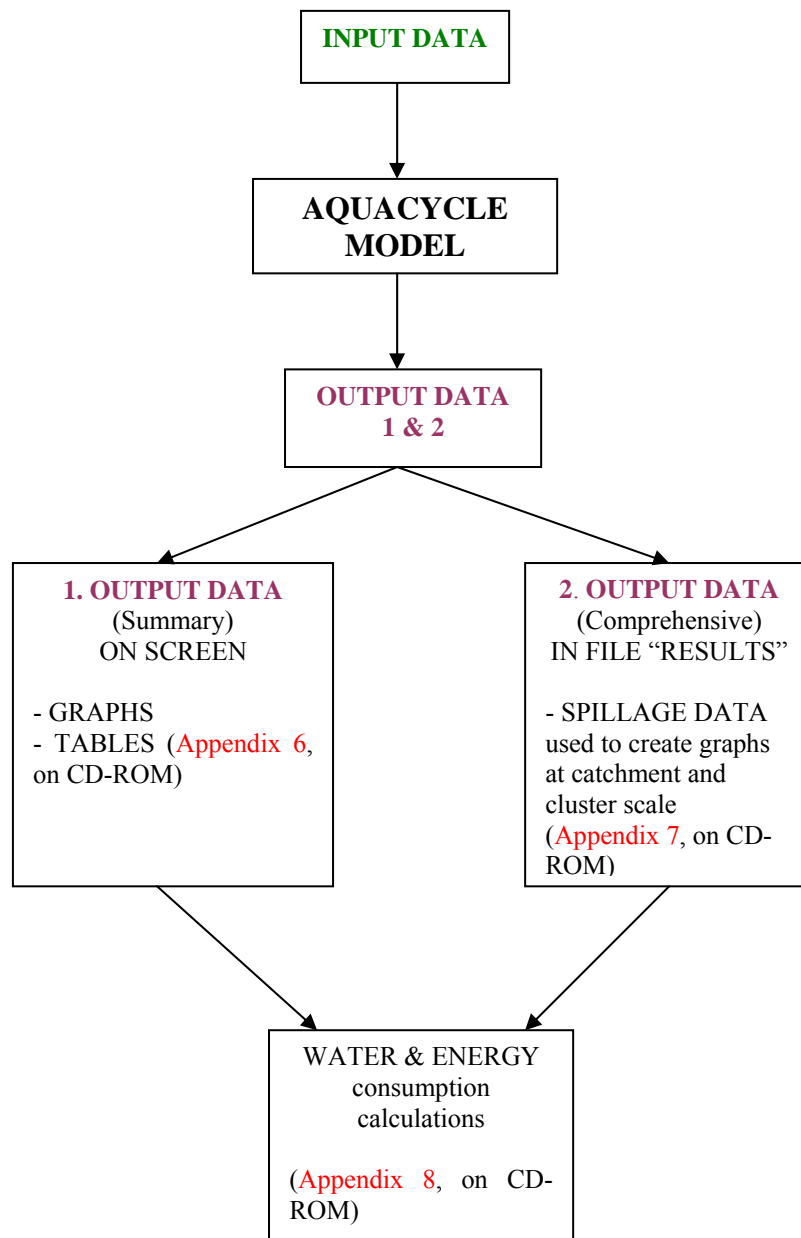 INPUT DATA
AQUACYCLE
MODEL
OUTPUT DATA
1 & 2
1. OUTPUT DATA
(Summary)
ON SCREEN
- GRAPHS
- TABLES (Appendix 6,
on CD-ROM)
2. OUTPUT DATA
(Comprehensive)
IN FILE “RESULTS”
- SPILLAGE DATA
used to create graphs
at catchment and
cluster scale
(Appendix 7, on CD-
ROM)
WATER & ENERGY
consumption
calculations
(Appendix 8, on CD-
ROM)